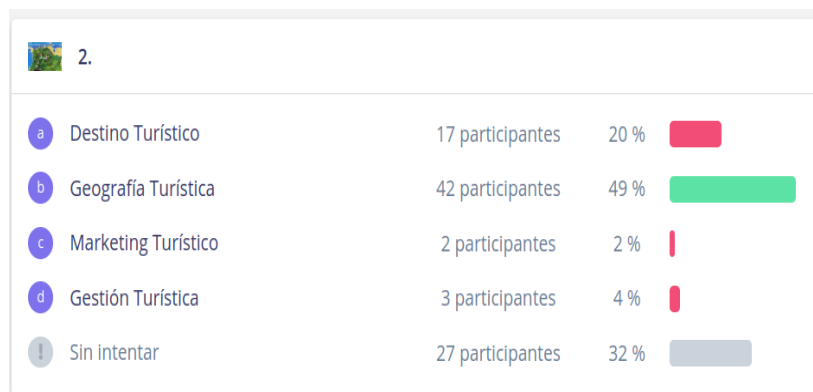 2.
a Destino Turístico 17 participantes 20 %
b Geografía Turística 42 participantes 49 %
c Marketing Turístico 2 participantes 2 %
d Gestión Turística 3 participantes 4 %
! Sin intentar 27 participantes 32 %